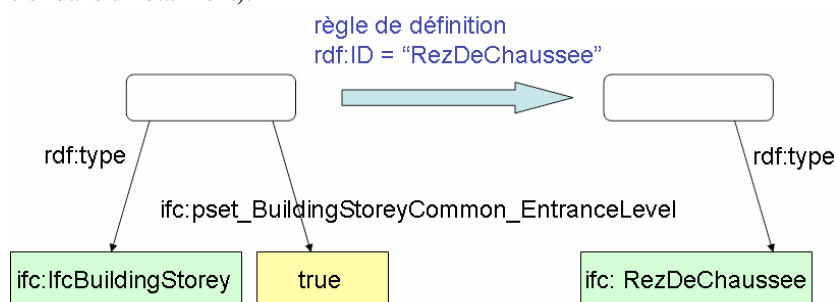 règle de définition
rdf:ID = “RezDeChaussee”
rdf:type
rdf:type
ifc:pset_BuildingStoreyCommon_EntranceLevel
ifc:IfcBuildingStorey
true
ifc: RezDeChaussee